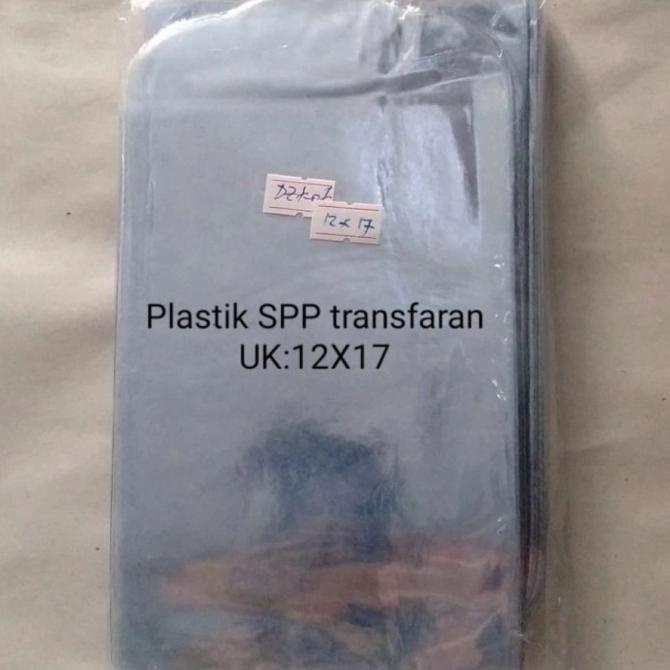 12x17
Plastik SPP transfaran
UK:12X17